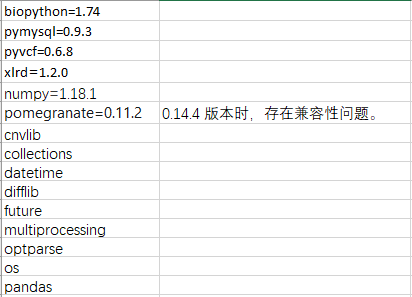 biopython=1.74
pymysql=0.9.3
pyvcf=0.6.8
xlrd=1.2.0
numpy=1.18.1
pomegranate=0.11.2 0.14.4 版本时，存在兼容性问题。
cnvlib
collections
datetime
difflib
future
multiprocessing
optparse
os
pandas